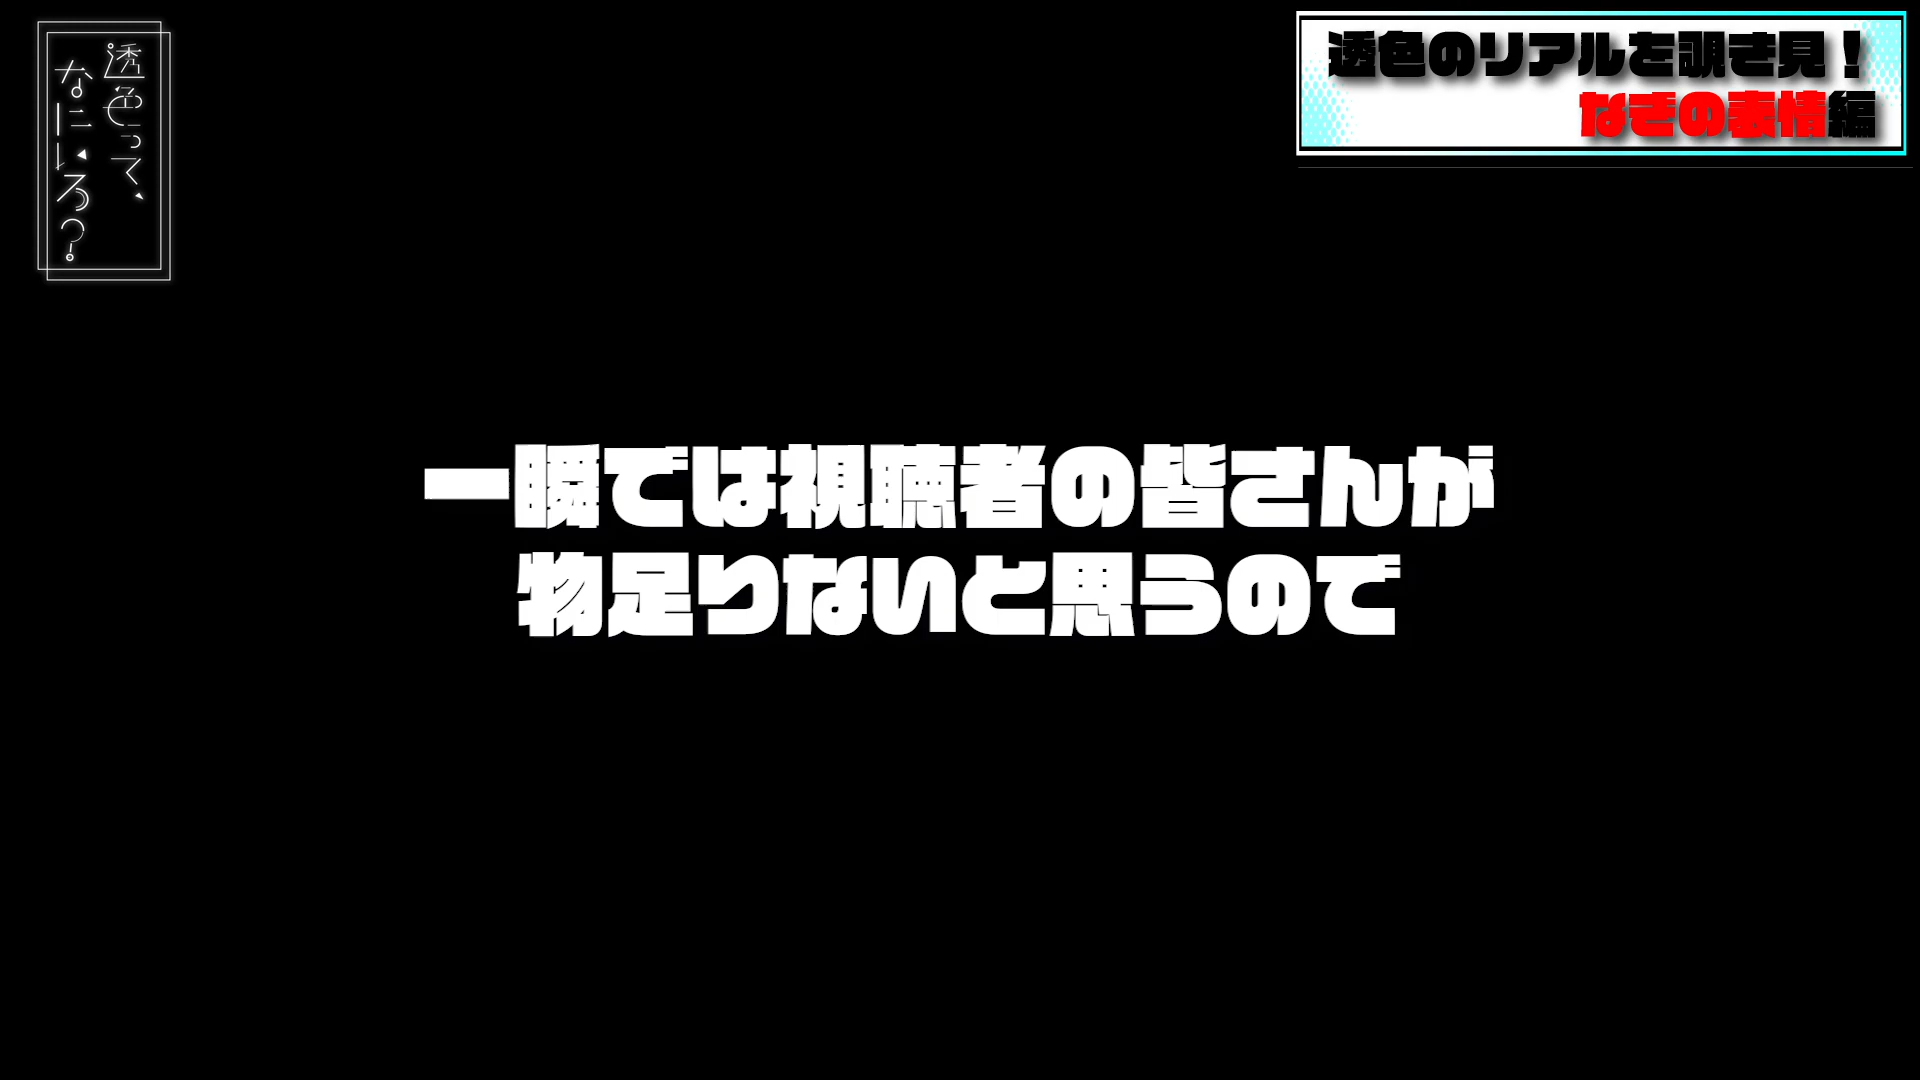 透色って、
なにいろ?
透色のリアルを覗き見!
なぎの表情編
一瞬では視聴者の皆さんが
物足りないと思うので